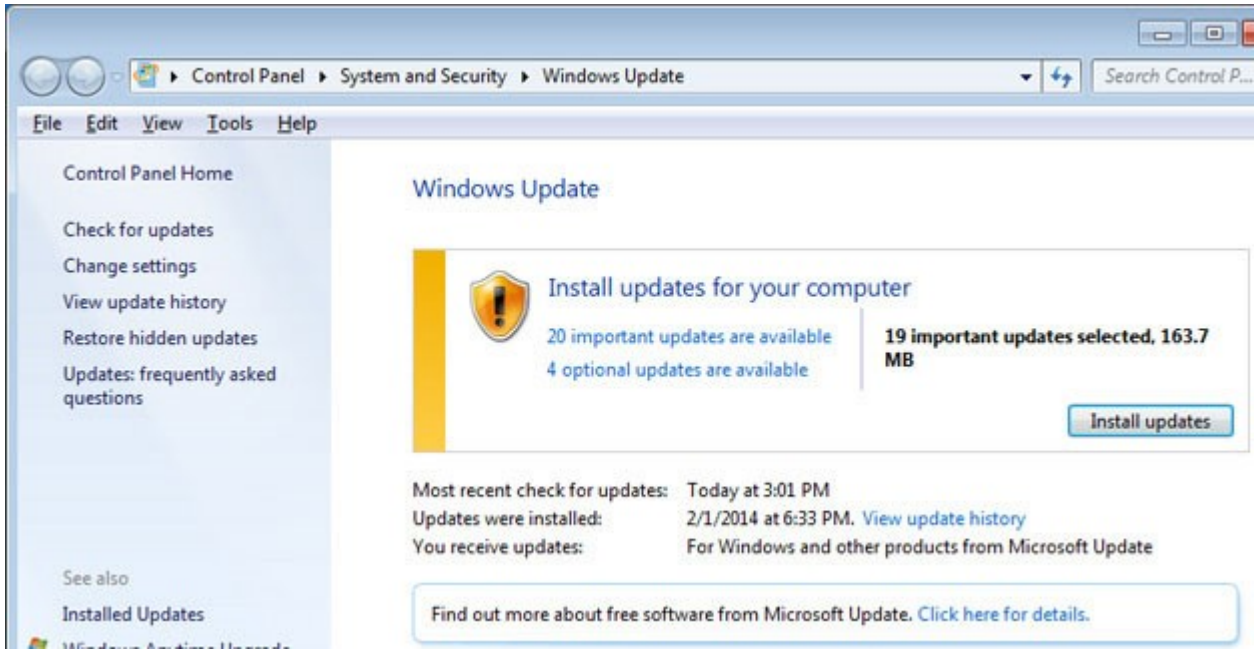 Control Panel ▸ System and Security ▸ Windows Update
Search Control P...
File Edit View Tools Help
Control Panel Home
Check for updates
Change settings
View update history
Restore hidden updates
Updates: frequently asked
questions
See also
Installed Updates
Windows Anytime Upgrade
Windows Update
Install updates for your computer
20 important updates are available
4 optional updates are available
19 important updates selected, 163.7
MB
Install updates
Most recent check for updates: Today at 3:01 PM
Updates were installed: 2/1/2014 at 6:33 PM. View update history
You receive updates: For Windows and other products from Microsoft Update
Find out more about free software from Microsoft Update. Click here for details.